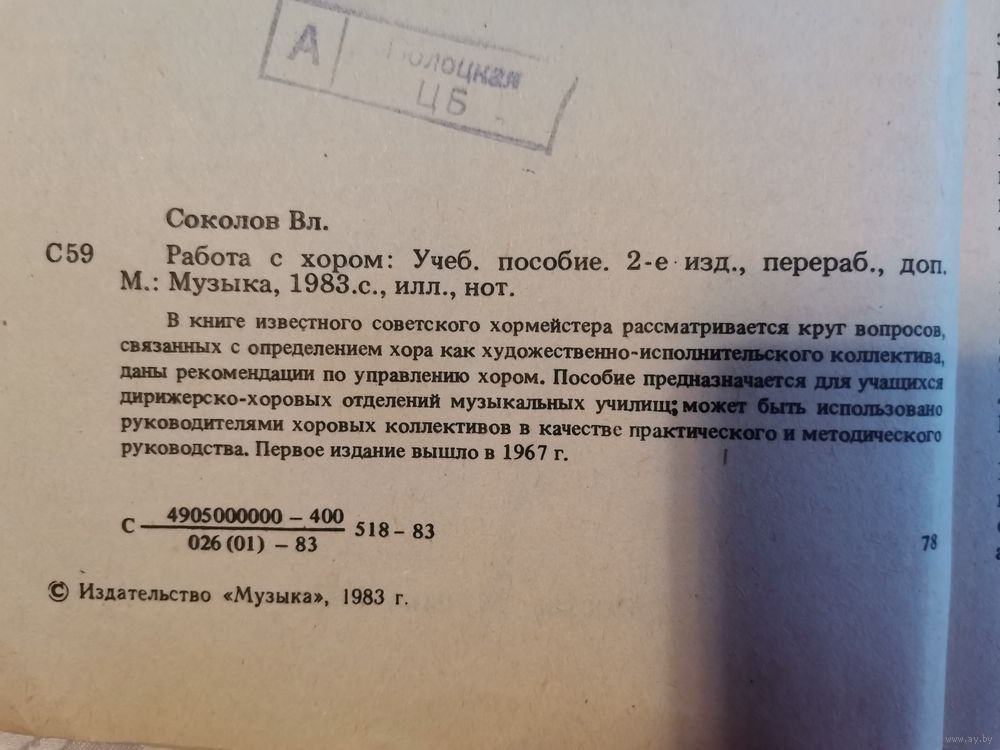 А
Полоцкая
ЦБ
Соколов Вл.
С59 Работа с хором: Учеб. пособие. 2-е изд., перераб., доп.
М.: Музыка, 1983.с., илл., нот.
В книге известного советского хормейстера рассматривается круг вопросов,
связанных с определением хора как художественно-исполнительского коллектива,
даны рекомендации по управлению хором. Пособие предназначается для учащихся
дирижерско-хоровых отделений музыкальных училищ; может быть использовано
руководителями хоровых коллективов в качестве практического и методического
руководства. Первое издание вышло в 1967 г.
4905000000 – 400
С 518 – 83
026 (01) – 83
78
© Издательство «Музыка», 1983 г.
www.ay.by